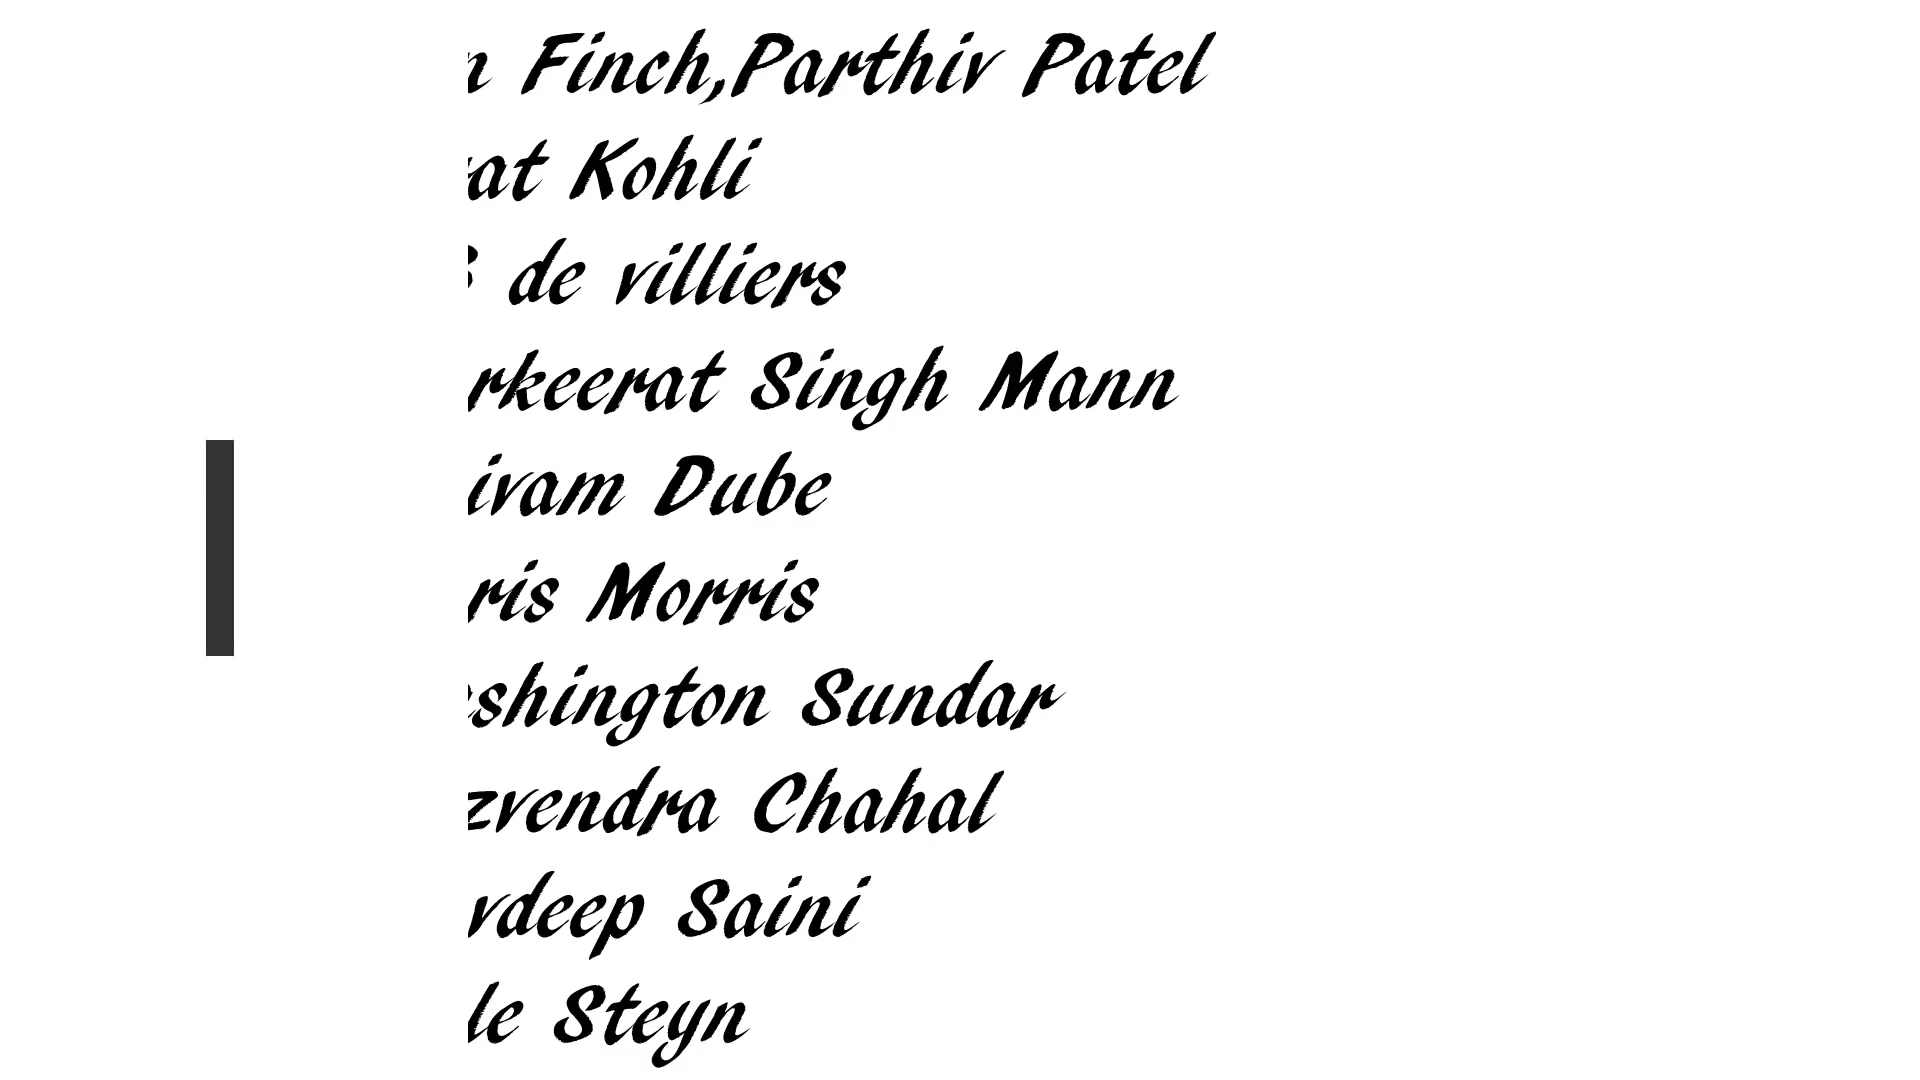 n Finch,Parthiv Patel
at Kohli
de villiers
rkeerat Singh Mann
ivam Dube
ris Morris
shington Sundar
zvendra Chahal
vdeep Saini
le Steyn